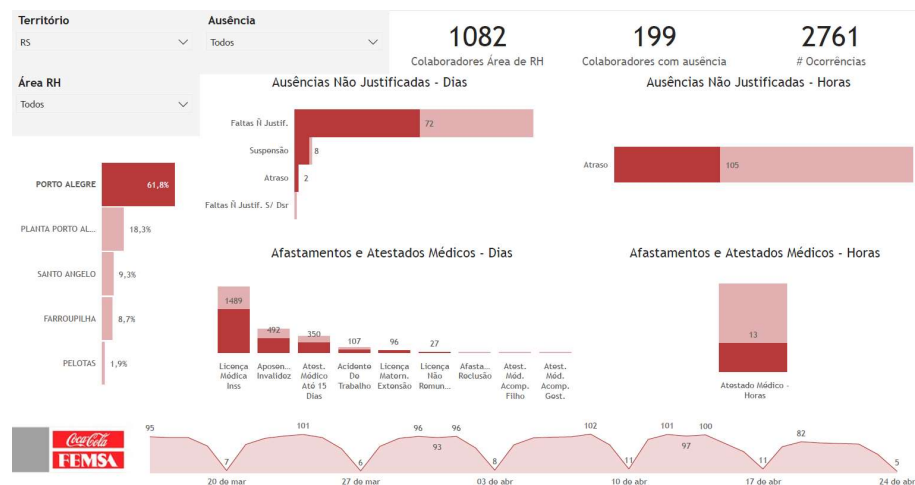 Território
RS
Ausência
Todos
1082
Colaboradores Área de RH
199
Colaboradores com ausência
2761
# Ocorrências
Área RH
Todos
Ausências Não Justificadas - Dias
Faltas Ñ Justif.
72
Suspensão
8
Atraso
2
Faltas Ñ Justif. S/ Dsr
Ausências Não Justificadas - Horas
Atraso
105
PORTO ALEGRE
61,8%
PLANTA PORTO AL...
18,3%
SANTO ANGELO
9,3%
FARROUPILHA
8,7%
PELOTAS
1,9%
Afastamentos e Atestados Médicos - Dias
1489
492
350
107
96
27
Licença
Médica
Inss
Aposen...
Invalidez
Atest.
Médico
Até 15
Dias
Acidente
De
Trabalho
Licença
Matern.
Extensão
Licença
Não
Remun...
Afasta...
Reclusão
Atest.
Méd.
Acomp.
Filho
Atest.
Méd.
Acomp.
Gest.
Afastamentos e Atestados Médicos - Horas
13
Atestado Médico -
Horas
Coca-Cola
FEMSA
95
7
101
6
96
93
96
8
102
11
101
97
100
11
82
5
20 de mar
27 de mar
03 de abr
10 de abr
17 de abr
24 de abr